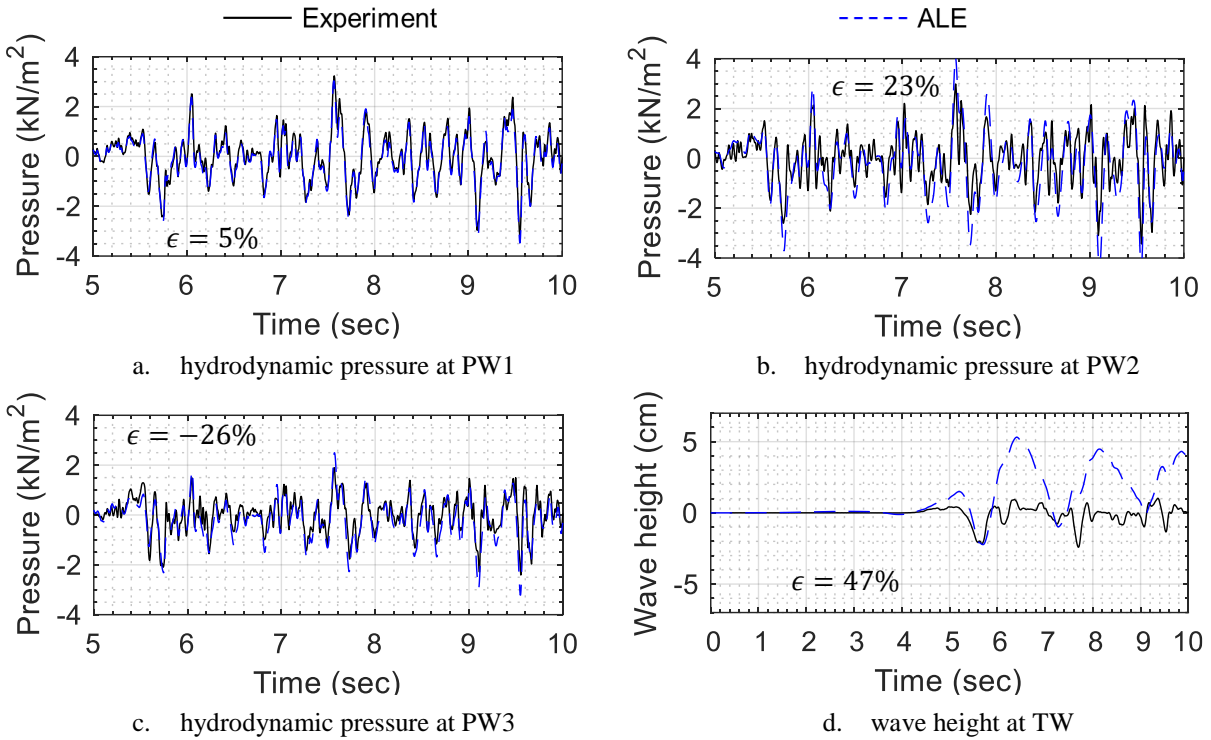 Experiment
ALE
Pressure (kN/m²)
4
2
0
-2
-4
ϵ = 5%
5 6 7 8 9 10
Time (sec)
a. hydrodynamic pressure at PW1
Pressure (kN/m²)
4
2
0
-2
-4
ϵ = 23%
5 6 7 8 9 10
Time (sec)
b. hydrodynamic pressure at PW2
Pressure (kN/m²)
4
2
0
-2
-4
ϵ = −26%
5 6 7 8 9 10
Time (sec)
c. hydrodynamic pressure at PW3
Wave height (cm)
5
0
-5
ϵ = 47%
0 1 2 3 4 5 6 7 8 9 10
Time (sec)
d. wave height at TW